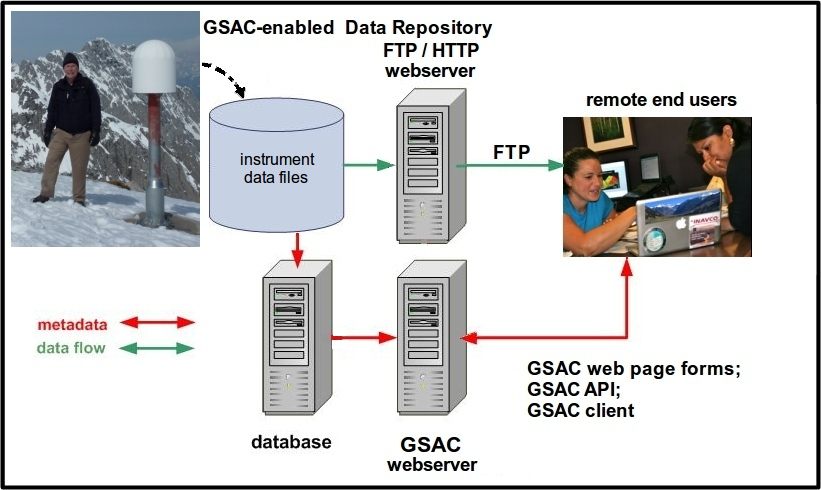 GSAC-enabled Data Repository
FTP / HTTP
webserver
remote end users
instrument
data files
FTP
INAVCO
metadata
data flow
GSAC web page forms;
GSAC API;
GSAC client
database
GSAC
webserver